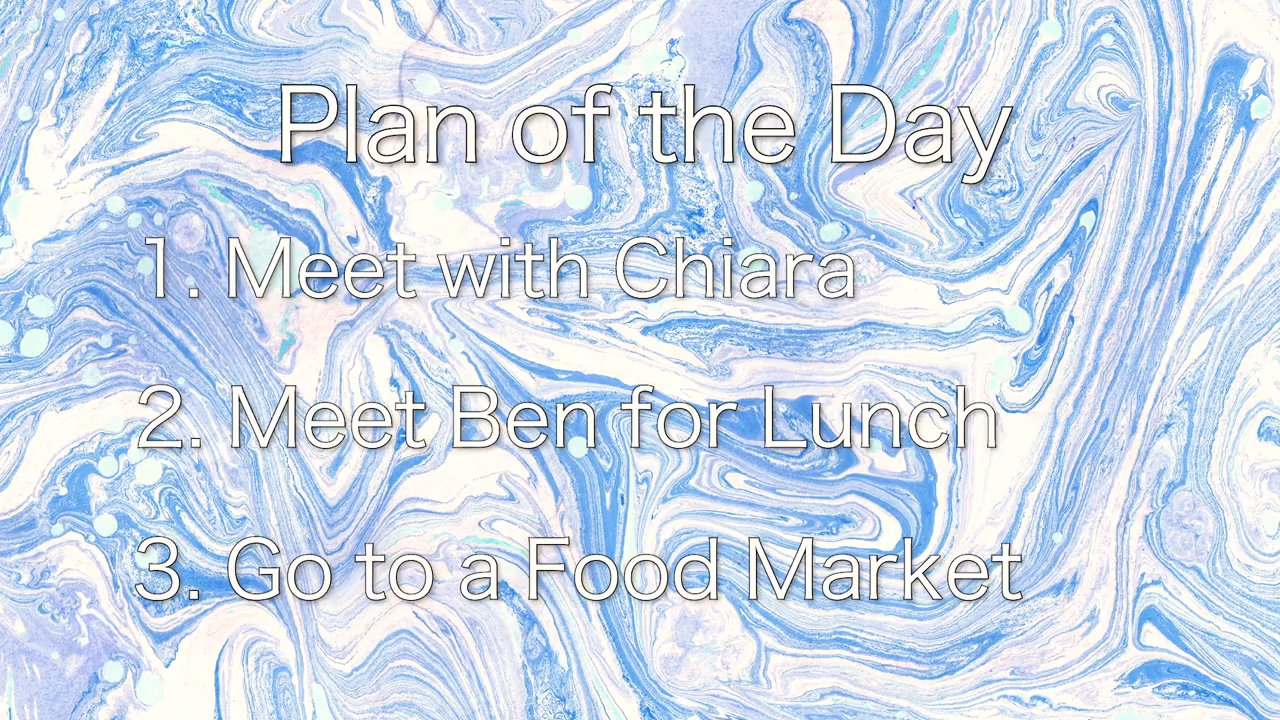 Plan of the Day
1. Meet with Chiara
2. Meet Ben for Lunch
3. Go to a Food Market